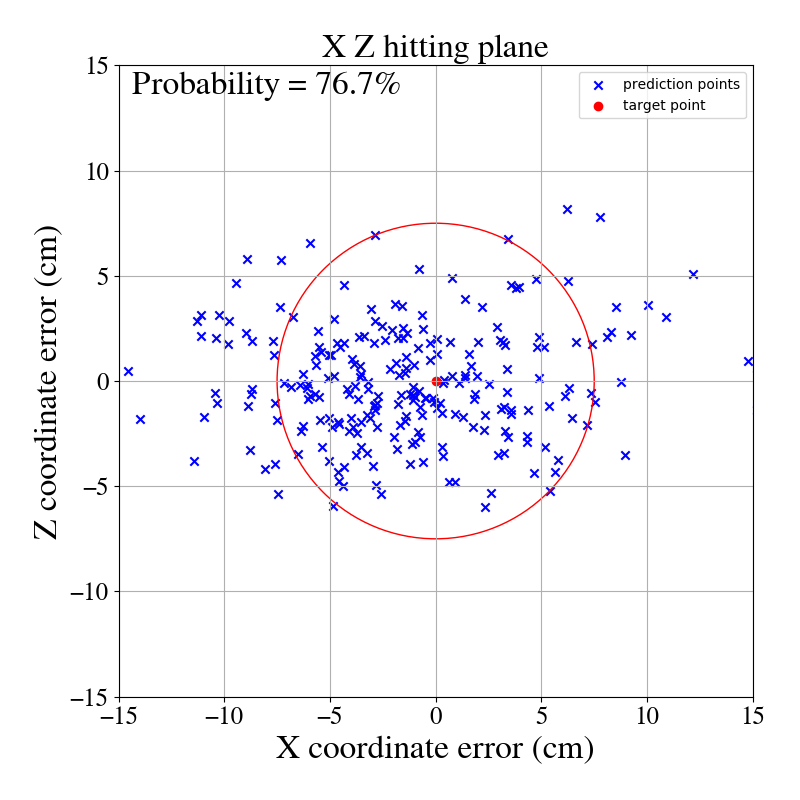 X Z hitting plane
Probability = 76.7%
prediction points
target point
15
10
5
0
−5
−10
−15
−15 −10 −5 0 5 10 15
Z coordinate error (cm)
X coordinate error (cm)